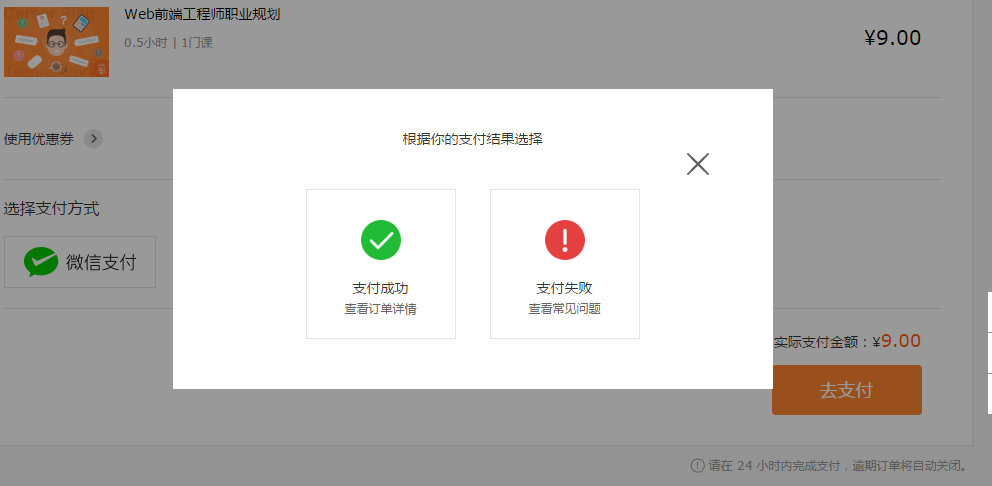 Web前端工程师职业规划
0.5小时 | 1门课
¥9.00
使用优惠券
根据你的支付结果选择
选择支付方式
微信支付
支付成功
查看订单详情
支付失败
查看常见问题
实际支付金额：¥9.00
去支付
请在 24 小时内完成支付，逾期订单将自动关闭。